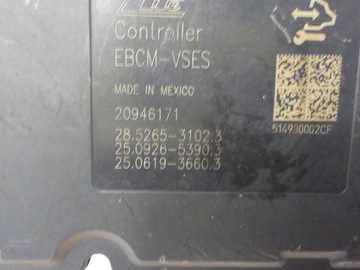 Controller
EBCM-VSES
MADE IN MEXICO
20946171
28.5265-3102.3
25.0926-5390.3
25.0619-3660.3
514930002CF